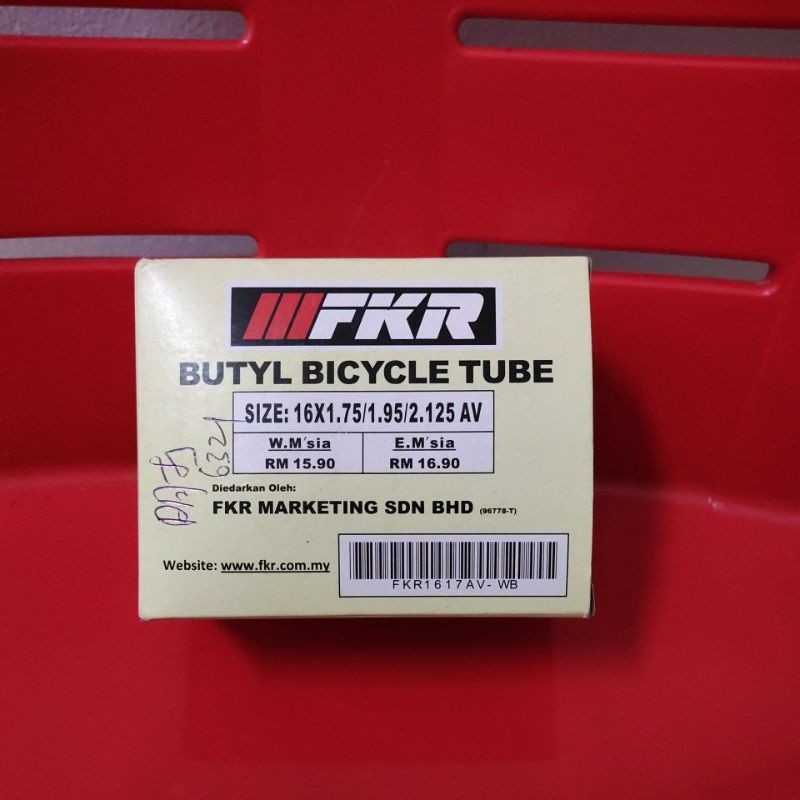 FKR
BUTYL BICYCLE TUBE
SIZE: 16X1.75/1.95/2.125 AV
W.M'sia E.M'sia
RM 15.90 RM 16.90
6321
Diedarkan Oleh:
FKR MARKETING SDN BHD (96778-T)
Website: www.fkr.com.my
FKR1617AV-WB